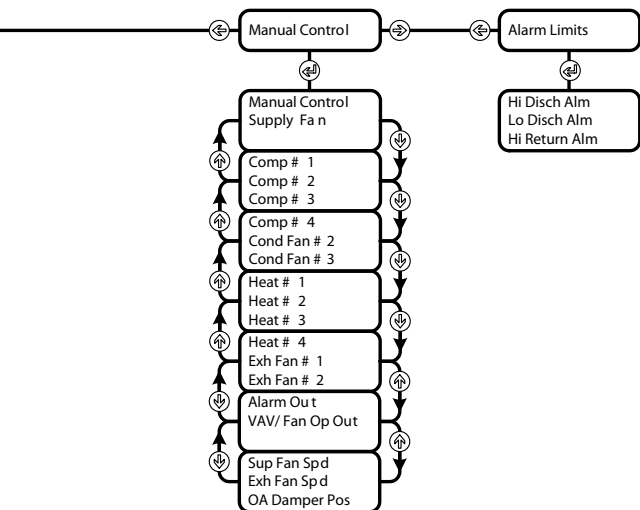 Manual Control
Alarm Limits
Manual Control
Supply Fan
Hi Disch Alm
Lo Disch Alm
Hi Return Alm
Comp # 1
Comp # 2
Comp # 3
Comp # 4
Cond Fan # 2
Cond Fan # 3
Heat # 1
Heat # 2
Heat # 3
Heat # 4
Exh Fan # 1
Exh Fan # 2
Alarm Out
VAV/ Fan Op Out
Sup Fan Spd
Exh Fan Spd
OA Damper Pos